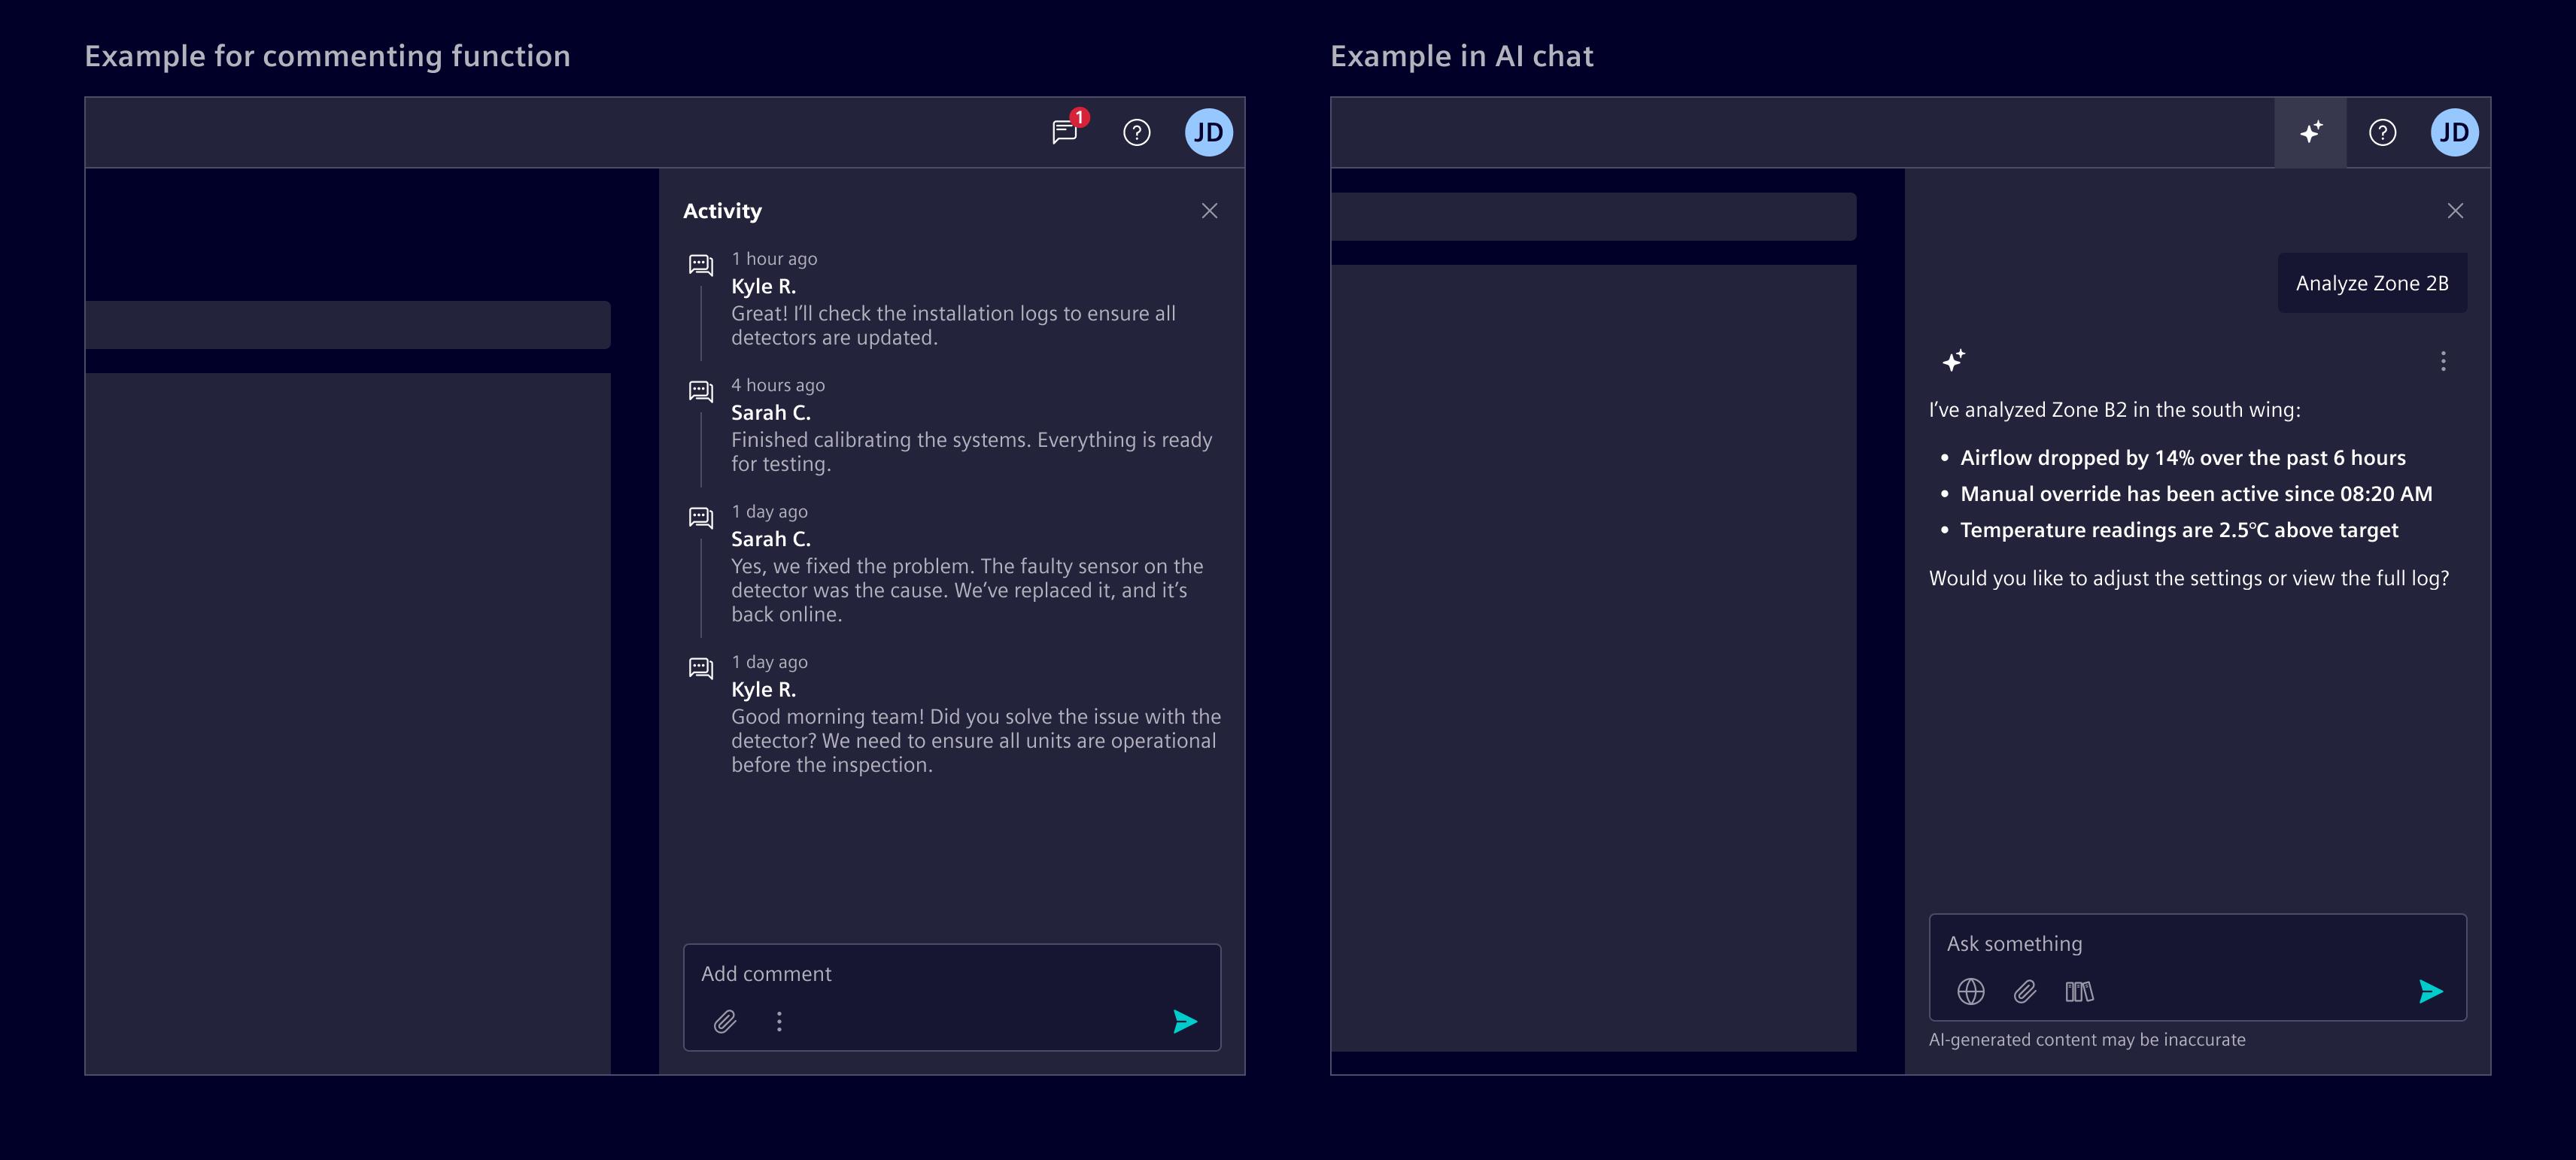 Example for commenting function
1
JD
Activity
1 hour ago
Kyle R.
Great! I’ll check the installation logs to ensure all
detectors are updated.
4 hours ago
Sarah C.
Finished calibrating the systems. Everything is ready
for testing.
1 day ago
Sarah C.
Yes, we fixed the problem. The faulty sensor on the
detector was the cause. We’ve replaced it, and it’s
back online.
1 day ago
Kyle R.
Good morning team! Did you solve the issue with the
detector? We need to ensure all units are operational
before the inspection.
Add comment
Example in AI chat
JD
Analyze Zone 2B
I’ve analyzed Zone B2 in the south wing:
• Airflow dropped by 14% over the past 6 hours
• Manual override has been active since 08:20 AM
• Temperature readings are 2.5°C above target
Would you like to adjust the settings or view the full log?
Ask something
AI-generated content may be inaccurate